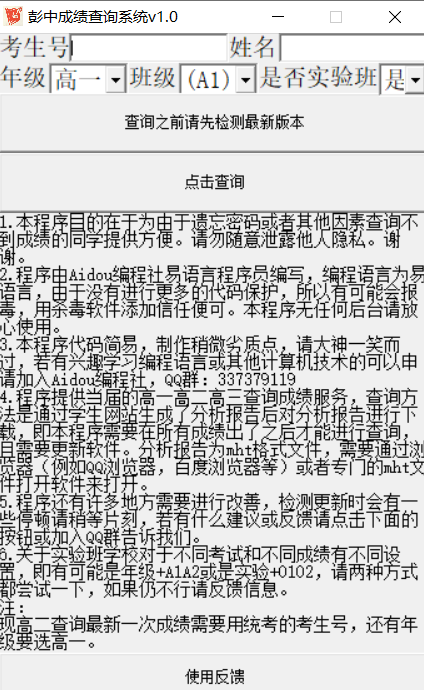 彭中成绩查询系统v1.0
考生号 姓名
年级 高一 班级 (A1) 是否实验班 是
查询之前请先检测最新版本
点击查询
1.本程序目的在于为由于遗忘密码或者其他因素查询不
到成绩的同学提供方便。请勿随意泄露他人隐私。谢
谢。
2.程序由Aidou编程社易语言程序员编写，编程语言为易
语言，由于没有进行更多的代码保护，所以有可能会报
毒，用杀毒软件添加信任便可。本程序无任何后台请放
心使用。
3.本程序代码简易，制作稍微劣质点，请大神一笑而
过，若有兴趣学习编程语言或其他计算机技术的可以申
请加入Aidou编程社，QQ群：337379119
4.程序提供当届的高一高二高三查询成绩服务，查询方
法是通过学生网站生成了分析报告后对分析报告进行下
载，即本程序需要在所有成绩出了之后才能进行查询，
且需要更新软件。分析报告为mht格式文件，需要通过浏
览器（例如QQ浏览器，百度浏览器等）或者专门的mht文
件打开软件来打开。
5.程序还有许多地方需要进行改善，检测更新时会有一
些停顿请稍等片刻，若有什么建议或反馈请点击下面的
按钮或加入QQ群告诉我们。
6.关于实验班学校对于不同考试和不同成绩有不同设
置，即有可能是年级+A1A2或是实验+0102，请两种方式
都尝试一下，如果仍不行请反馈信息。
注：
现高二查询最新一次成绩需要用统考的考生号，还有年
级要选高一。
使用反馈